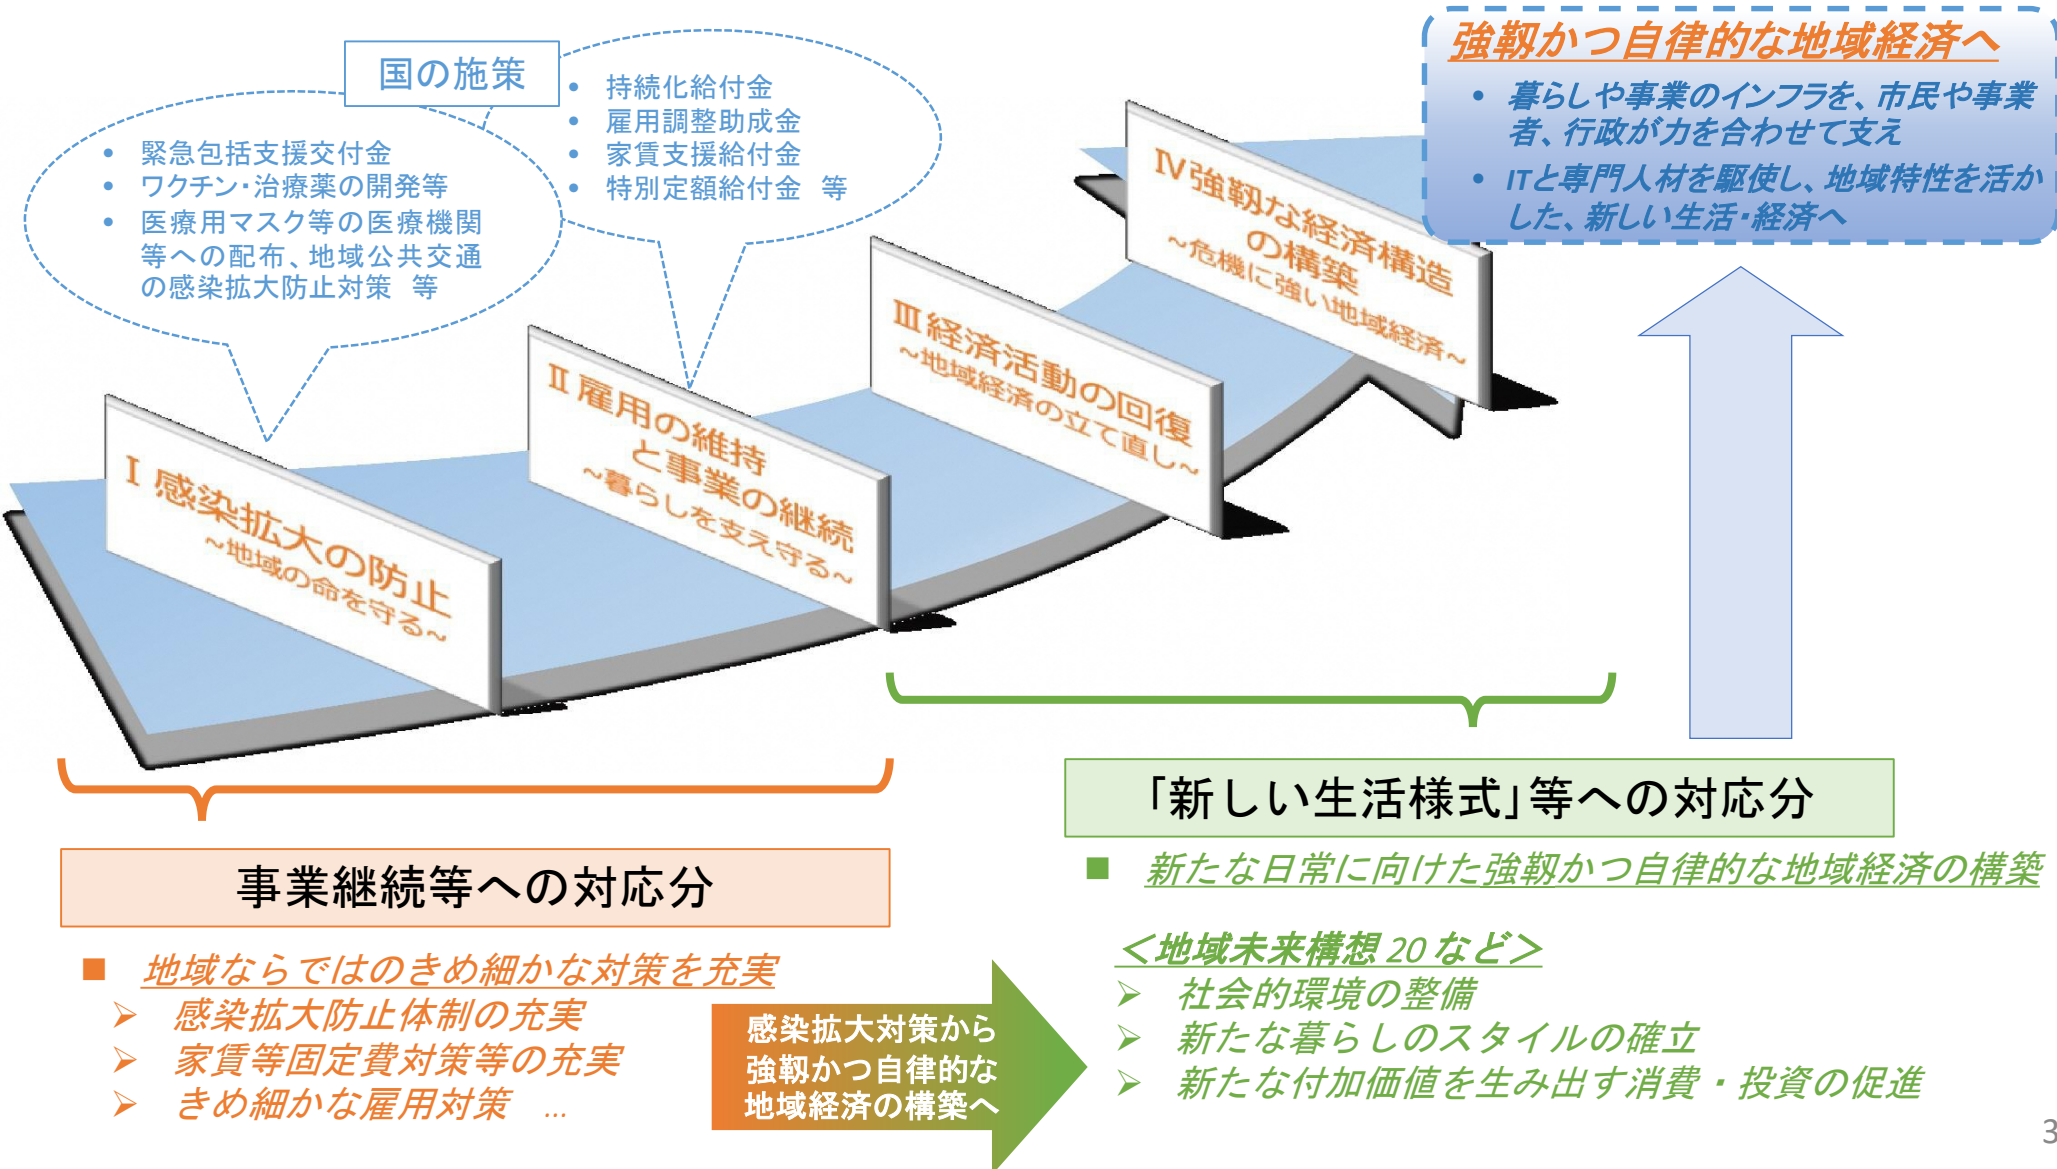 国の施策
• 緊急包括支援交付金
• ワクチン・治療薬の開発等
• 医療用マスク等の医療機関
等への配布、地域公共交通
の感染拡大防止対策　等
• 持続化給付金
• 雇用調整助成金
• 家賃支援給付金
• 特別定額給付金　等
強靱かつ自律的な地域経済へ
• 暮らしや事業のインフラを、市民や事業
者、行政が力を合わせて支え
• ITと専門人材を駆使し、地域特性を活か
した、新しい生活・経済へ
Ⅰ 感染拡大の防止
～地域の命を守る～
Ⅱ 雇用の維持
と事業の継続
～暮らしを支え守る～
Ⅲ 経済活動の回復
～地域経済の立て直し～
Ⅳ 強靱な経済構造
の構築
～危機に強い地域経済～
事業継続等への対応分
■ 地域ならではのきめ細かな対策を充実
➢ 感染拡大防止体制の充実
➢ 家賃等固定費対策等の充実
➢ きめ細かな雇用対策　…
感染拡大対策から
強靱かつ自律的な
地域経済の構築へ
「新しい生活様式」等への対応分
■ 新たな日常に向けた強靱かつ自律的な地域経済の構築
＜地域未来構想 20 など＞
➢ 社会的環境の整備
➢ 新たな暮らしのスタイルの確立
➢ 新たな付加価値を生み出す消費・投資の促進
3